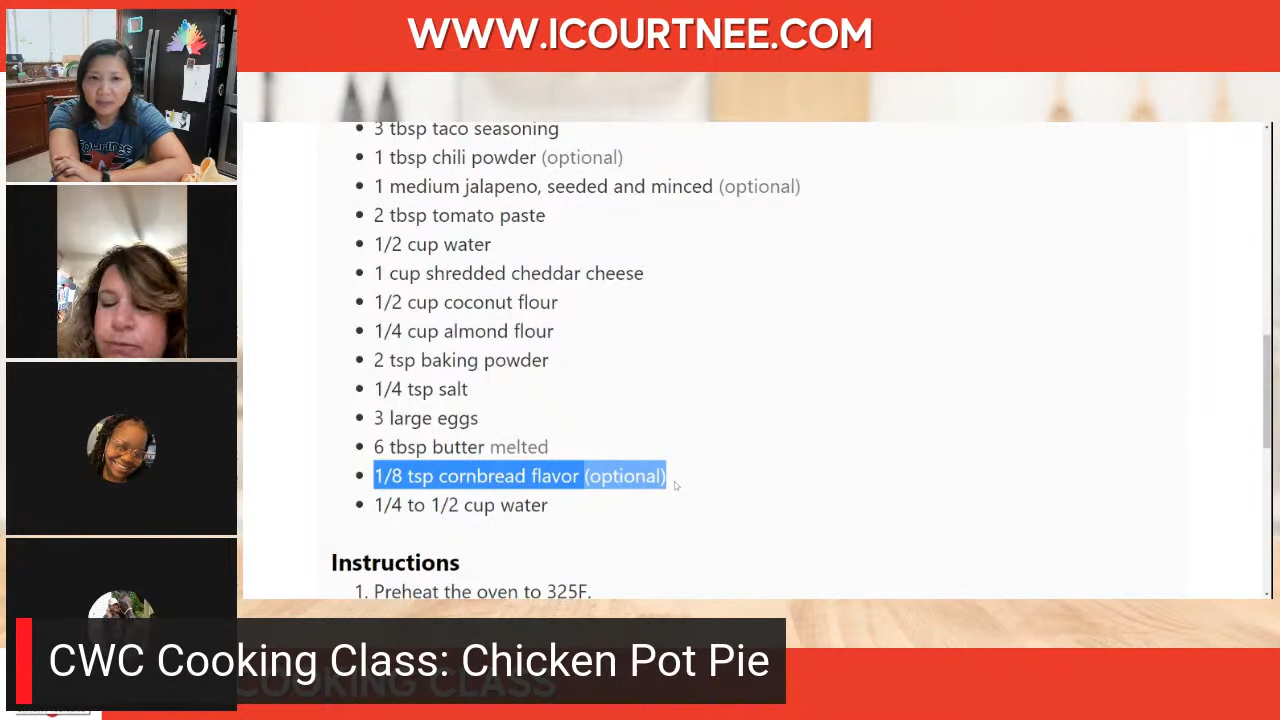 WWW.ICOURTNEE.COM
iCourtnee
3 tbsp taco seasoning
1 tbsp chili powder (optional)
1 medium jalapeno, seeded and minced (optional)
2 tbsp tomato paste
1/2 cup water
1 cup shredded cheddar cheese
1/2 cup coconut flour
1/4 cup almond flour
2 tsp baking powder
1/4 tsp salt
3 large eggs
6 tbsp butter melted
1/8 tsp cornbread flavor (optional)
1/4 to 1/2 cup water
Instructions
1. Preheat the oven to 325F.
CWC Cooking Class: Chicken Pot Pie
COOKING CLASS